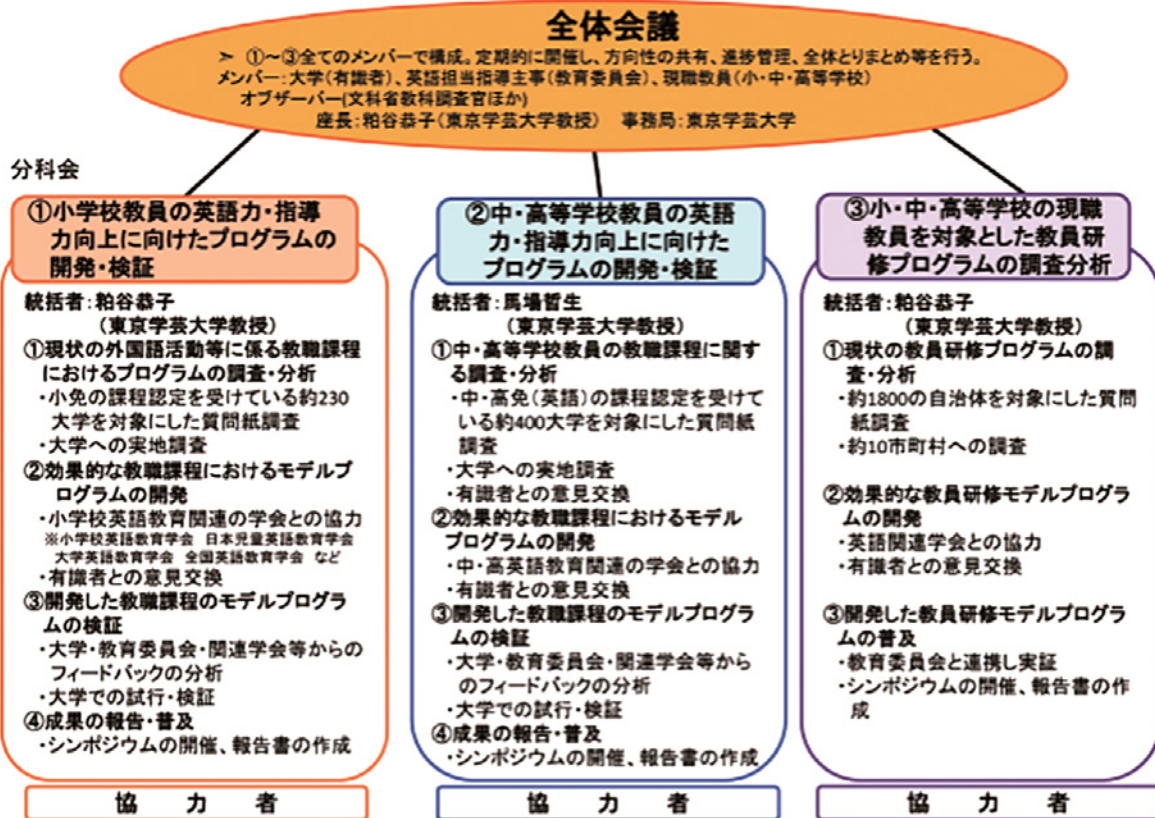 全体会議
➢ ①～③全てのメンバーで構成。定期的に開催し、方向性の共有、進捗管理、全体とりまとめ等を行う。
メンバー：大学(有識者)、英語担当指導主事(教育委員会)、現職教員(小・中・高等学校)
オブザーバー(文科省教科調査官ほか)
座長：粕谷恭子(東京学芸大学教授)　事務局：東京学芸大学
分科会
①小学校教員の英語力・指導
力向上に向けたプログラムの
開発・検証
統括者：粕谷恭子
（東京学芸大学教授）
①現状の外国語活動等に係る教職課程
におけるプログラムの調査・分析
・小免の課程認定を受けている約230
大学を対象にした質問紙調査
・大学への実地調査
②効果的な教職課程におけるモデルプ
ログラムの開発
・小学校英語教育関連の学会との協力
※小学校英語教育学会　日本児童英語教育学会
大学英語教育学会　全国英語教育学会　など
・有識者との意見交換
③開発した教職課程のモデルプログラ
ムの検証
・大学・教育委員会・関連学会等からの
フィードバックの分析
・大学での試行・検証
④成果の報告・普及
・シンポジウムの開催、報告書の作成
協　力　者
②中・高等学校教員の英語
力・指導力向上に向けた
プログラムの開発・検証
統括者：馬場哲生
（東京学芸大学教授）
①中・高等学校教員の教職課程に関す
る調査・分析
・中・高免（英語）の課程認定を受けて
いる約400大学を対象にした質問紙
調査
・大学への実地調査
・有識者との意見交換
②効果的な教職課程におけるモデル
プログラムの開発
・中・高英語教育関連の学会との協力
・有識者との意見交換
③開発した教職課程のモデルプログラ
ムの検証
・大学・教育委員会・関連学会等から
のフィードバックの分析
・大学での試行・検証
④成果の報告・普及
・シンポジウムの開催、報告書の作成
協　力　者
③小・中・高等学校の現職
教員を対象とした教員研
修プログラムの調査分析
統括者：粕谷恭子
（東京学芸大学教授）
①現状の教員研修プログラムの調
査・分析
・約1800の自治体を対象にした質問
紙調査
・約10市町村への調査
②効果的な教員研修モデルプログラ
ムの開発
・英語関連学会との協力
・有識者との意見交換
③開発した教員研修モデルプログラ
ムの普及
・教育委員会と連携し実証
・シンポジウムの開催、報告書の作
成
協　力　者